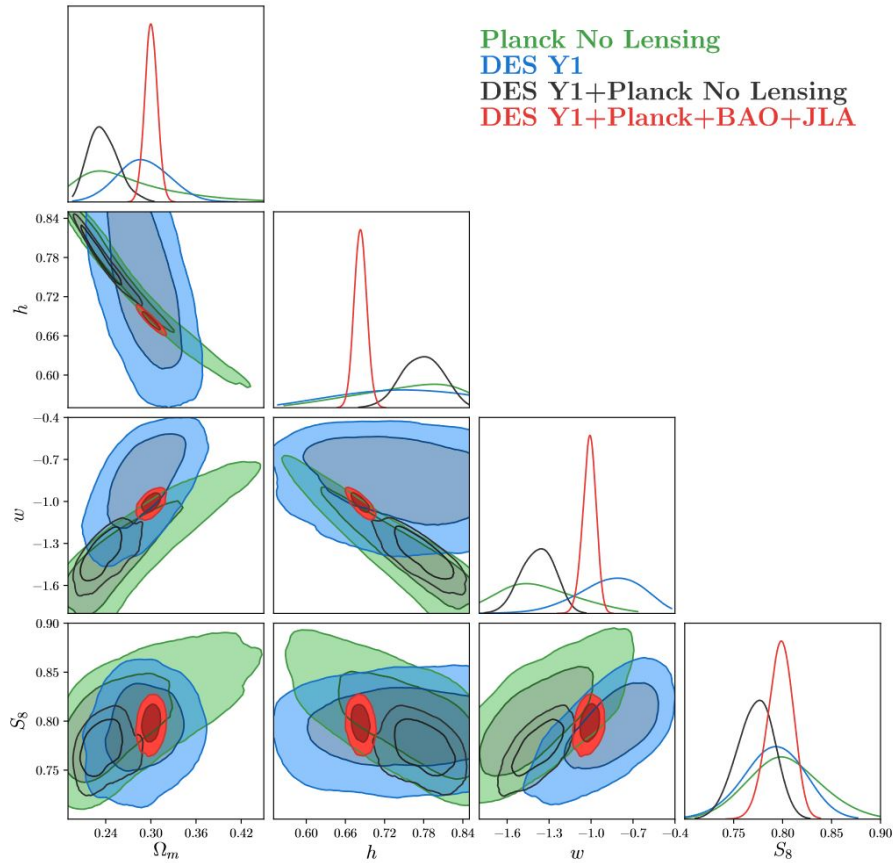 Planck No Lensing
DES Y1
DES Y1+Planck No Lensing
DES Y1+Planck+BAO+JLA
0.84
0.78
0.72
0.66
0.60
h
−0.4
−0.7
−1.0
−1.3
−1.6
w
0.90
0.85
0.80
0.75
S₈
0.24 0.30 0.36 0.42
Ωₘ
0.60 0.66 0.72 0.78 0.84
h
−1.6 −1.3 −1.0 −0.7 −0.4
w
0.75 0.80 0.85 0.90
S₈